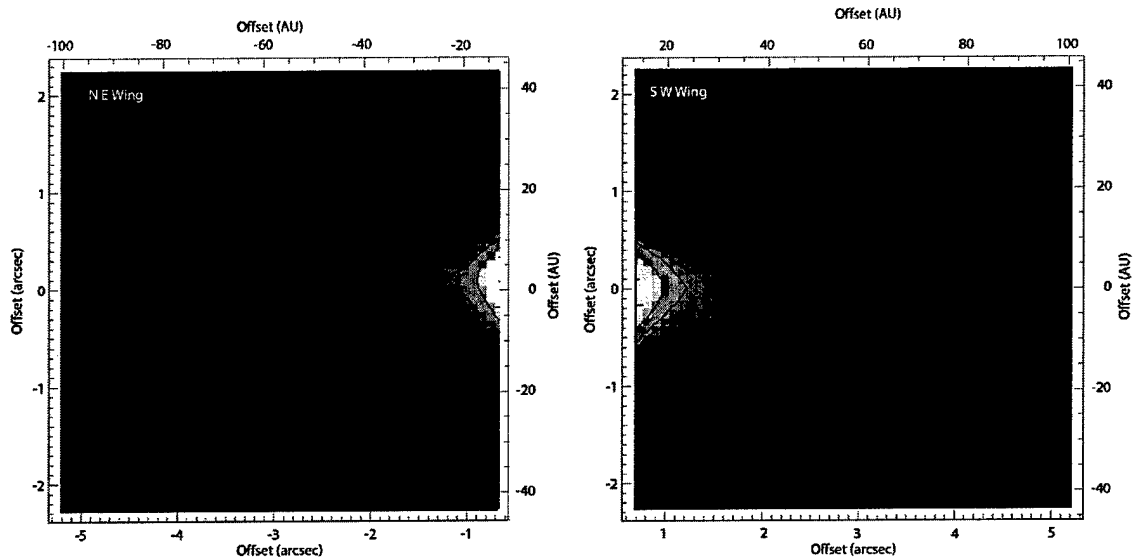 Offset (AU)
-100 -80 -60 -40 -20
N E Wing
2
1
0
-1
-2
Offset (arcsec)
40
20
0
-20
-40
Offset (AU)
-5 -4 -3 -2 -1
Offset (arcsec)
Offset (AU)
20 40 60 80 100
S W Wing
2
1
0
-1
-2
Offset (arcsec)
40
20
0
-20
-40
Offset (AU)
1 2 3 4 5
Offset (arcsec)